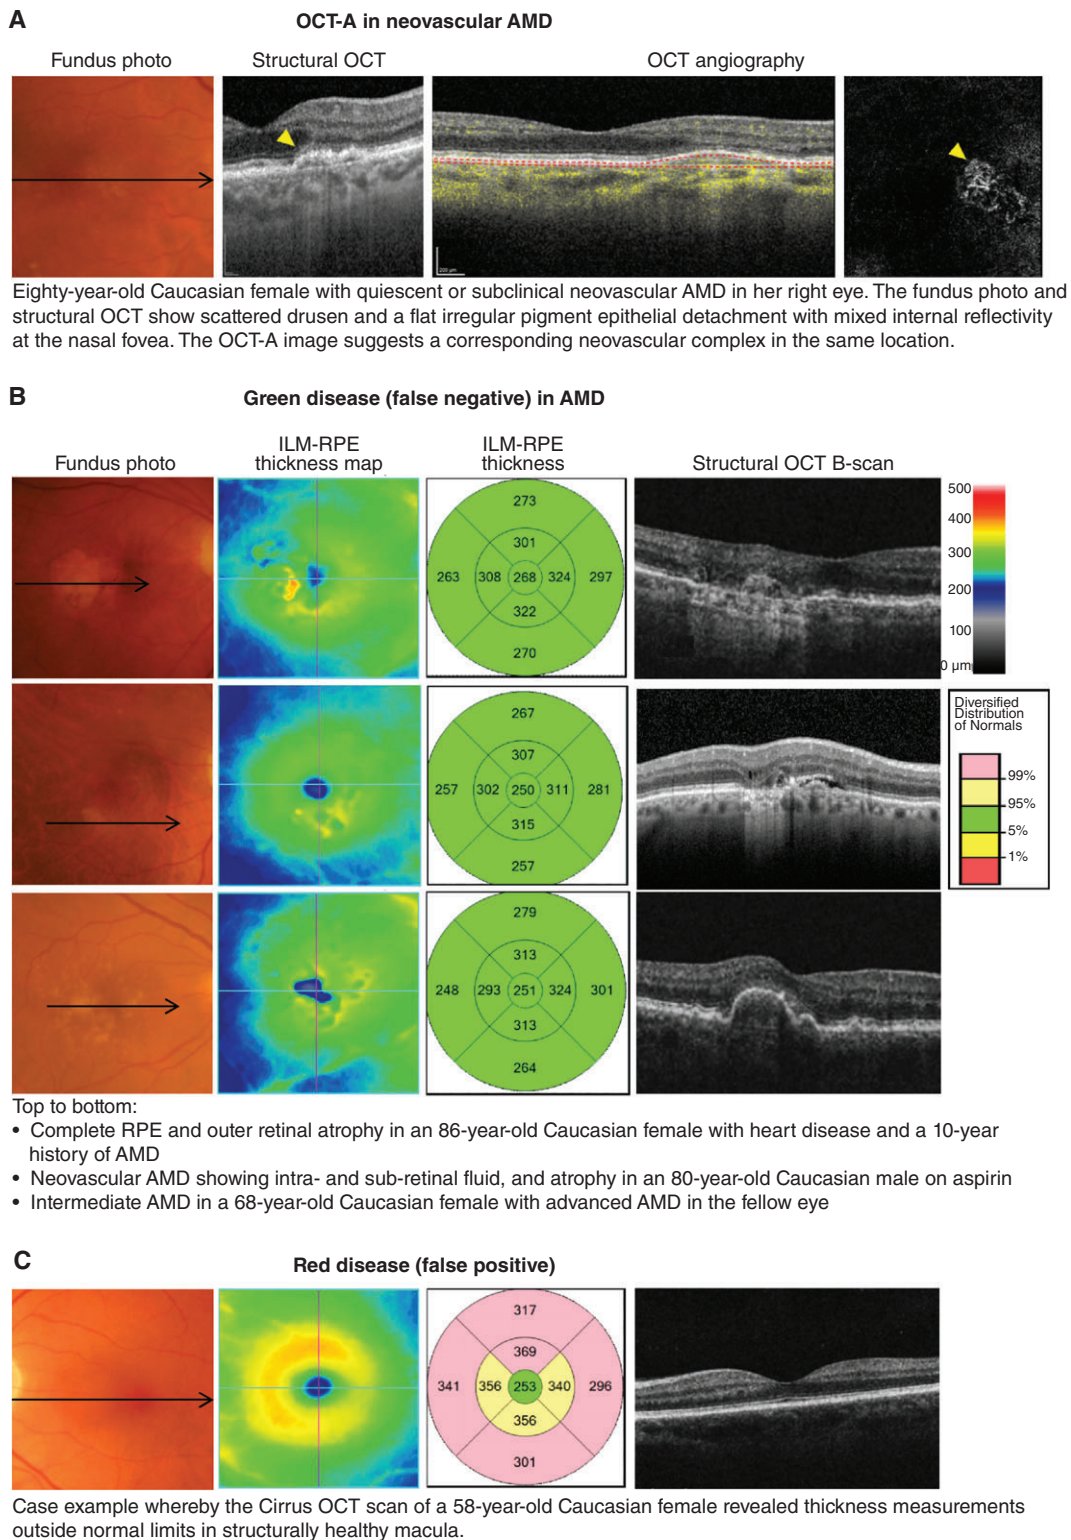 A
OCT-A in neovascular AMD
Fundus photo
Structural OCT
OCT angiography
200 µm
Eighty-year-old Caucasian female with quiescent or subclinical neovascular AMD in her right eye. The fundus photo and
structural OCT show scattered drusen and a flat irregular pigment epithelial detachment with mixed internal reflectivity
at the nasal fovea. The OCT-A image suggests a corresponding neovascular complex in the same location.
B
Green disease (false negative) in AMD
Fundus photo
ILM-RPE
thickness map
ILM-RPE
thickness
Structural OCT B-scan
273
301
263 308 268 324 297
322
270
500
400
300
200
100
0 µm
267
307
257 302 250 311 281
315
257
Diversified
Distribution
of Normals
99%
95%
5%
1%
279
313
248 293 251 324 301
313
264
Top to bottom:
• Complete RPE and outer retinal atrophy in an 86-year-old Caucasian female with heart disease and a 10-year
history of AMD
• Neovascular AMD showing intra- and sub-retinal fluid, and atrophy in an 80-year-old Caucasian male on aspirin
• Intermediate AMD in a 68-year-old Caucasian female with advanced AMD in the fellow eye
C
Red disease (false positive)
317
369
341 356 253 340 296
356
301
Case example whereby the Cirrus OCT scan of a 58-year-old Caucasian female revealed thickness measurements
outside normal limits in structurally healthy macula.